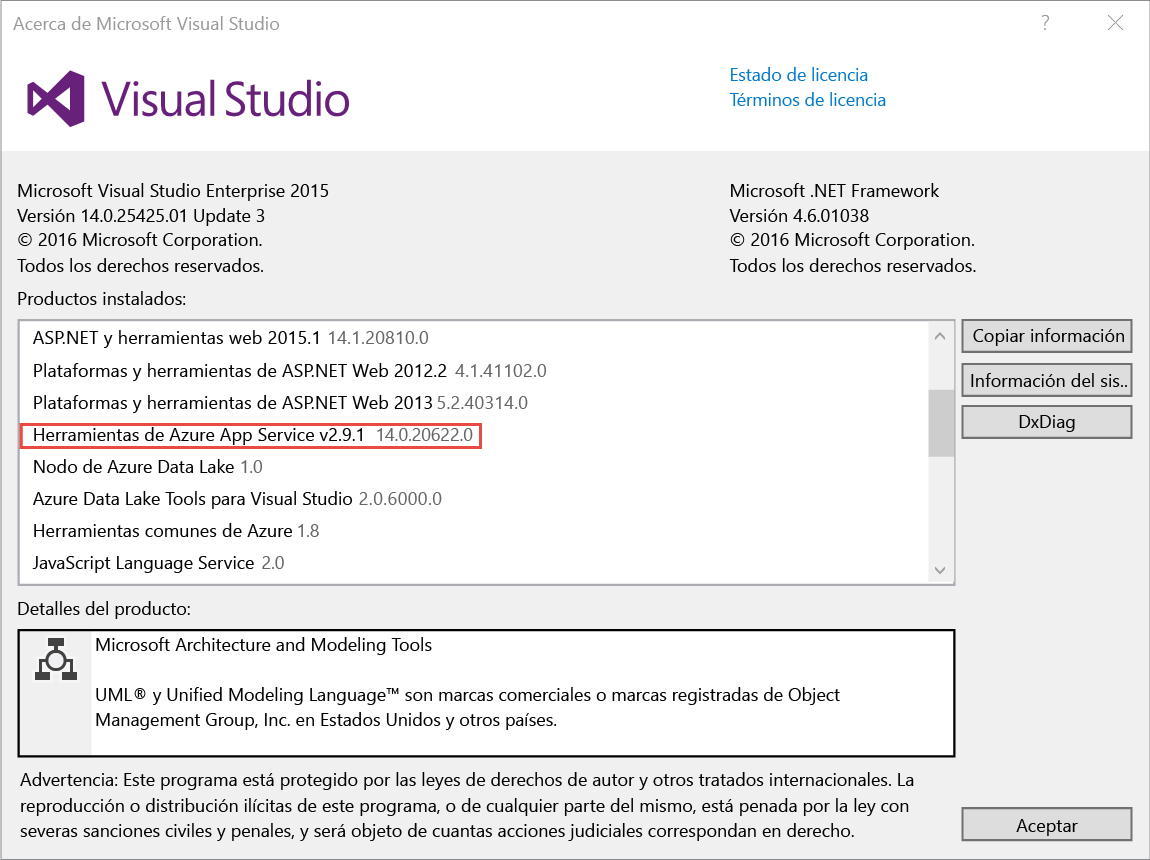 Acerca de Microsoft Visual Studio
?
Visual Studio
Estado de licencia
Términos de licencia
Microsoft Visual Studio Enterprise 2015
Versión 14.0.25425.01 Update 3
© 2016 Microsoft Corporation.
Todos los derechos reservados.
Microsoft .NET Framework
Versión 4.6.01038
© 2016 Microsoft Corporation.
Todos los derechos reservados.
Productos instalados:
ASP.NET y herramientas web 2015.1 14.1.20810.0
Plataformas y herramientas de ASP.NET Web 2012.2 4.1.41102.0
Plataformas y herramientas de ASP.NET Web 2013 5.2.40314.0
Herramientas de Azure App Service v2.9.1 14.0.20622.0
Nodo de Azure Data Lake 1.0
Azure Data Lake Tools para Visual Studio 2.0.6000.0
Herramientas comunes de Azure 1.8
JavaScript Language Service 2.0
Copiar información
Información del sis..
DxDiag
Detalles del producto:
Microsoft Architecture and Modeling Tools
UML® y Unified Modeling Language™ son marcas comerciales o marcas registradas de Object
Management Group, Inc. en Estados Unidos y otros países.
Advertencia: Este programa está protegido por las leyes de derechos de autor y otros tratados internacionales. La
reproducción o distribución ilícitas de este programa, o de cualquier parte del mismo, está penada por la ley con
severas sanciones civiles y penales, y será objeto de cuantas acciones judiciales correspondan en derecho.
Aceptar